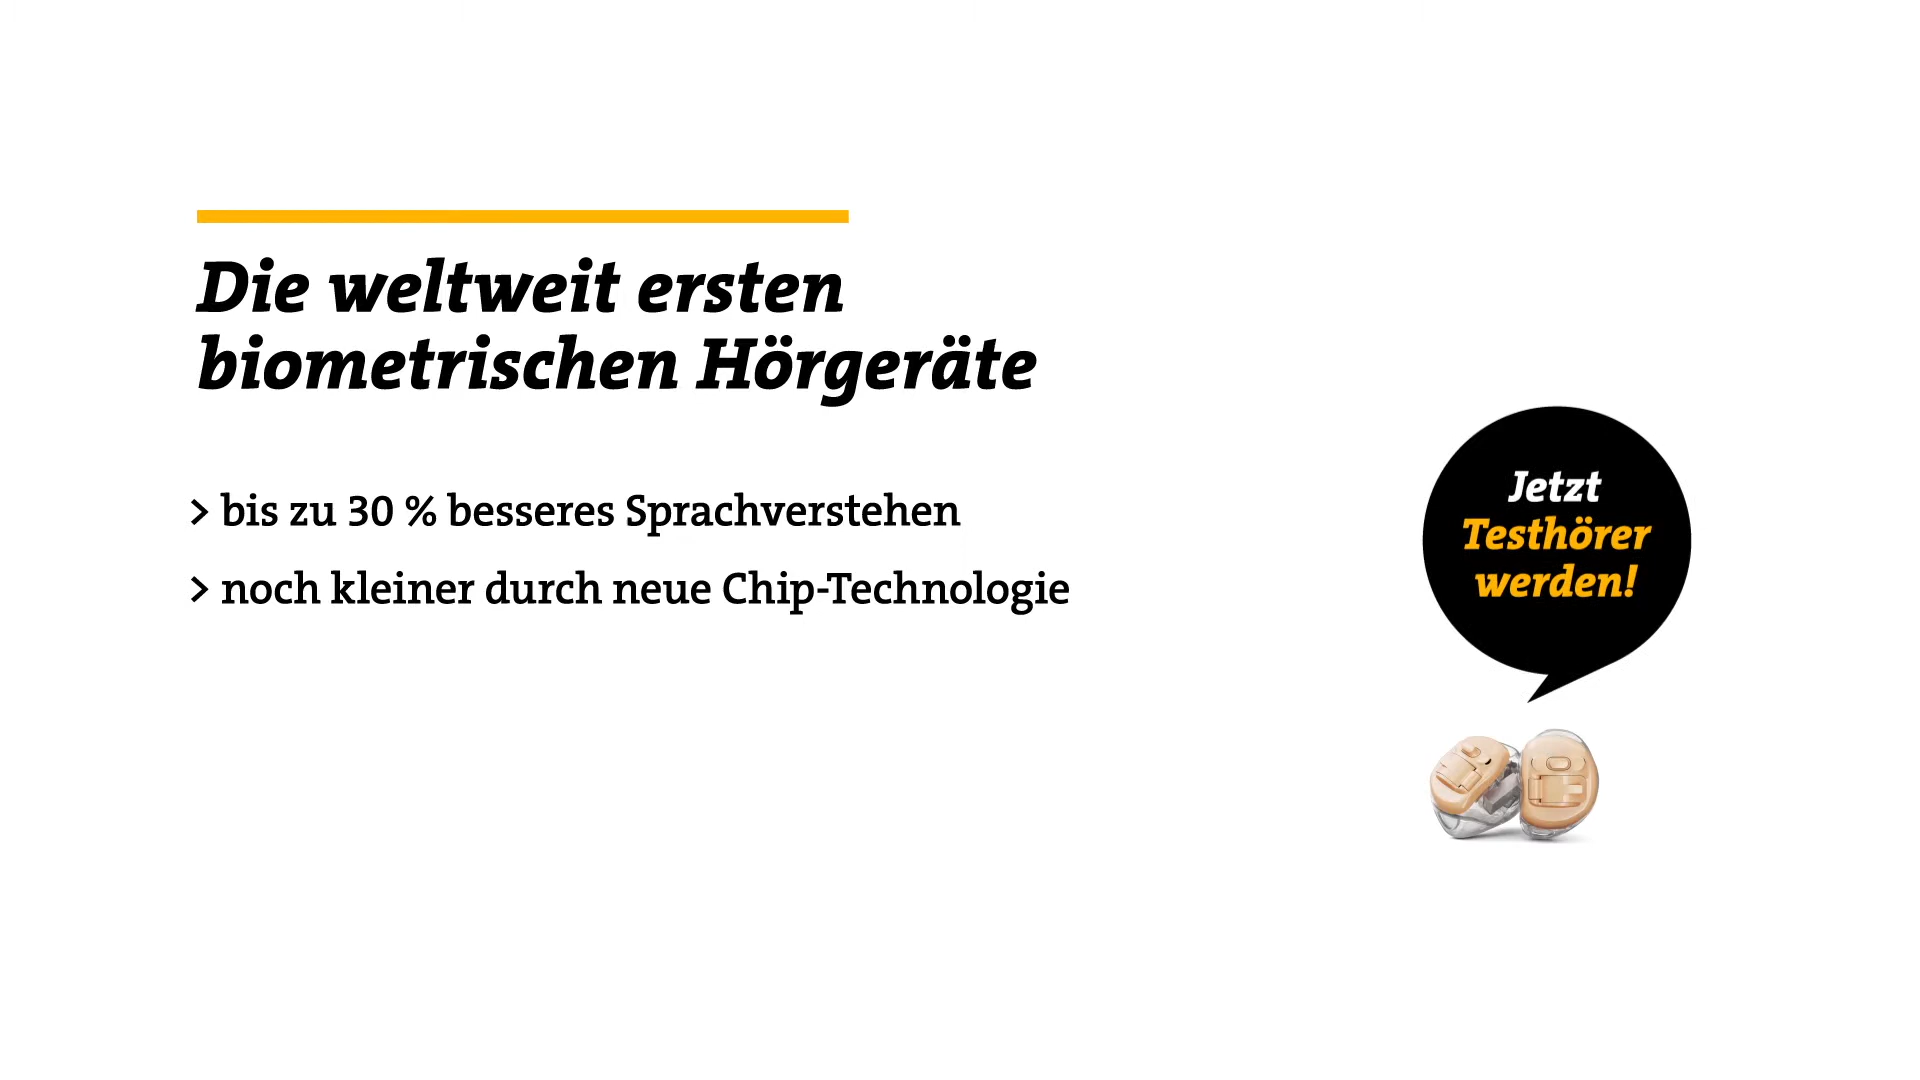 Die weltweit ersten
biometrischen Hörgeräte
> bis zu 30 % besseres Sprachverstehen
> noch kleiner durch neue Chip-Technologie
Jetzt
Testhörer
werden!